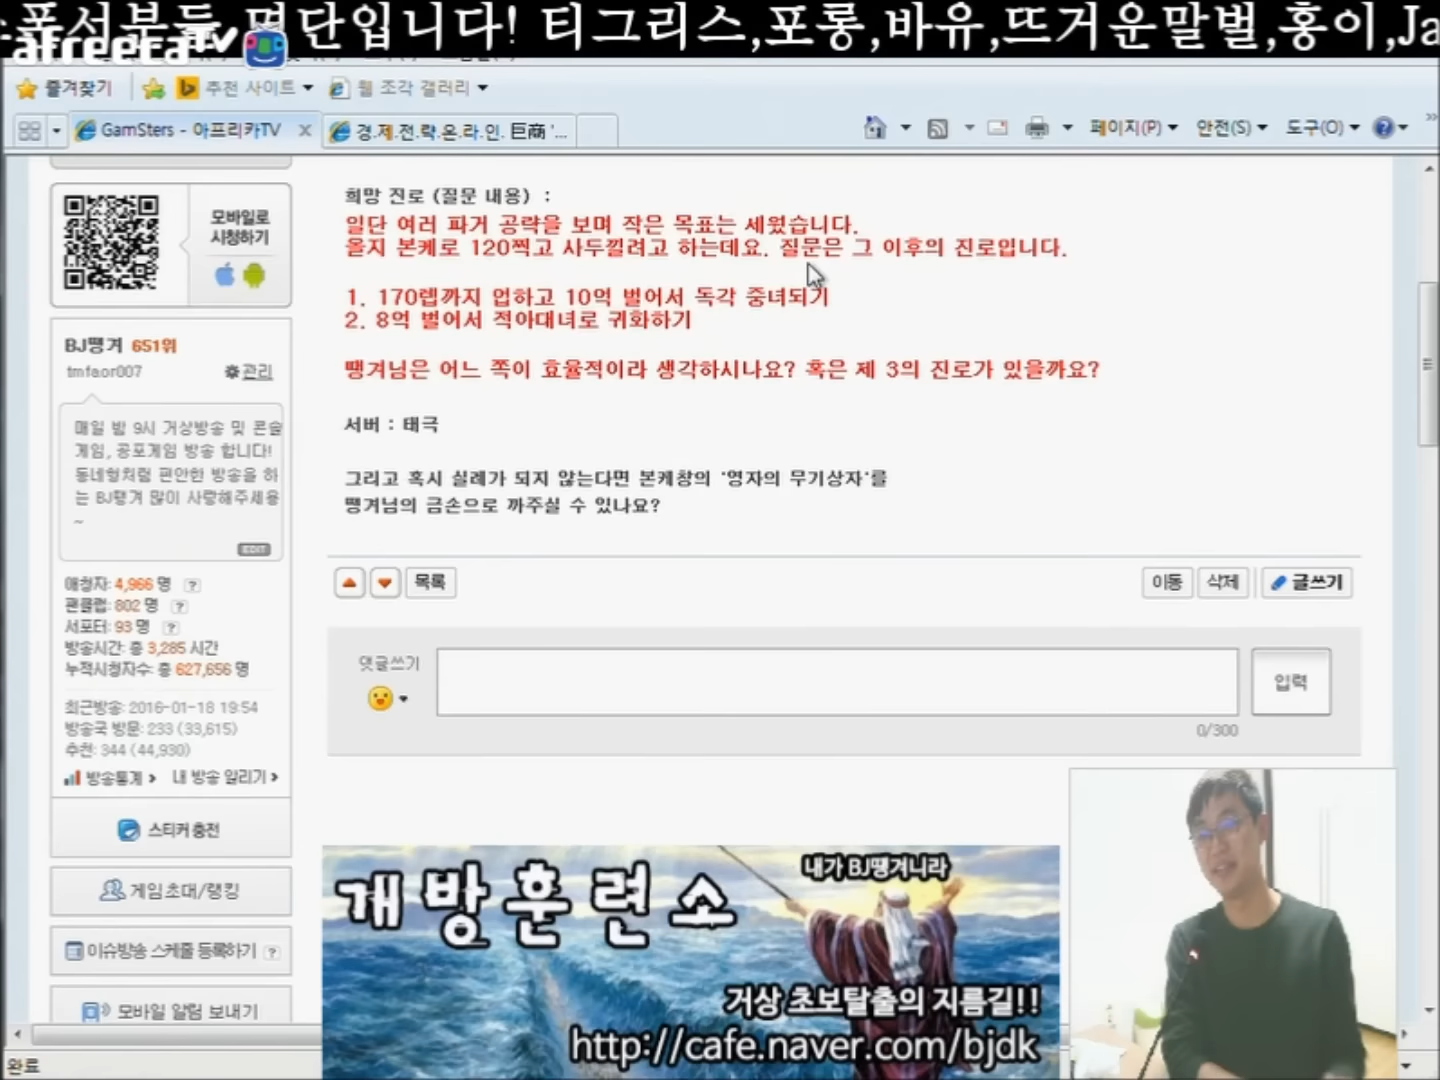 명단입니다! 티그리스,포롱,바유,뜨거운말벌,홍이,Ja
afreecaTV
즐겨찾기
추천 사이트
웹 조각 갤러리
GamSters - 아프리카TV
경.제.전.략.온.라.인. 巨商 '...
페이지(P)
안전(S)
도구(O)
모바일로
시청하기
희망 진로 (질문 내용) :
일단 여러 파거 공략을 보며 작은 목표는 세웠습니다.
올지 본케로 120찍고 사두낄려고 하는데요. 질문은 그 이후의 진로입니다.
1. 170렙까지 업하고 10억 벌어서 독각 중녀되기
2. 8억 벌어서 적아대녀로 귀화하기
땡겨님은 어느 쪽이 효율적이라 생각하시나요? 혹은 제 3의 진로가 있을까요?
서버 : 태극
그리고 혹시 실례가 되지 않는다면 본케창의 '영자의 무기상자'를
땡겨님의 금손으로 까주실 수 있나요?
BJ땡겨 651위
tmfaor007
관리
매일 밤 9시 거상방송 및 콘솔
게임, 공포게임 방송 합니다!
동네형처럼 편안한 방송을 하
는 BJ땡겨 많이 사랑해주세용
~
EDIT
애청자: 4,966 명 ?
팬클럽: 802 명 ?
서포터: 93 명 ?
방송시간: 총 3,285 시간
누적시청자수: 총 627,656 명
최근방송: 2016-01-18 19:54
방송국 방문: 233 (33,615)
추천: 344 (44,930)
방송통계
내 방송 알리기
스티커 충전
게임 초대/랭킹
이슈방송 스케줄 등록하기 ?
모바일 알림 보내기
목록
이동
삭제
글쓰기
댓글쓰기
입력
0/300
개방훈련소
내가 BJ땡겨니라
거상 초보탈출의 지름길!!
http://cafe.naver.com/bjdk
완료